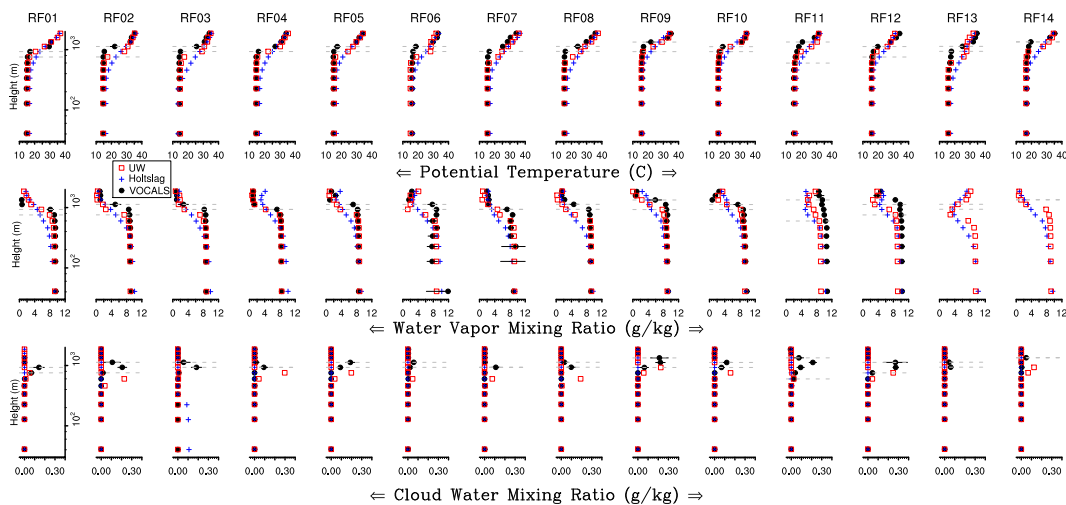 RF01 RF02 RF03 RF04 RF05 RF06 RF07 RF08 RF09 RF10 RF11 RF12 RF13 RF14
Height (m)
10³
10²
10 20 30 40 10 20 30 40 10 20 30 40 10 20 30 40 10 20 30 40 10 20 30 40 10 20 30 40 10 20 30 40 10 20 30 40 10 20 30 40 10 20 30 40 10 20 30 40 10 20 30 40 10 20 30 40
⇐ Potential Temperature (C) ⇒
UW
Holtslag
VOCALS
Height (m)
10³
10²
0 4 8 12 0 4 8 12 0 4 8 12 0 4 8 12 0 4 8 12 0 4 8 12 0 4 8 12 0 4 8 12 0 4 8 12 0 4 8 12 0 4 8 12 0 4 8 12 0 4 8 12 0 4 8 12
⇐ Water Vapor Mixing Ratio (g/kg) ⇒
Height (m)
10³
10²
0.00 0.30 0.00 0.30 0.00 0.30 0.00 0.30 0.00 0.30 0.00 0.30 0.00 0.30 0.00 0.30 0.00 0.30 0.00 0.30 0.00 0.30 0.00 0.30 0.00 0.30 0.00 0.30
⇐ Cloud Water Mixing Ratio (g/kg) ⇒